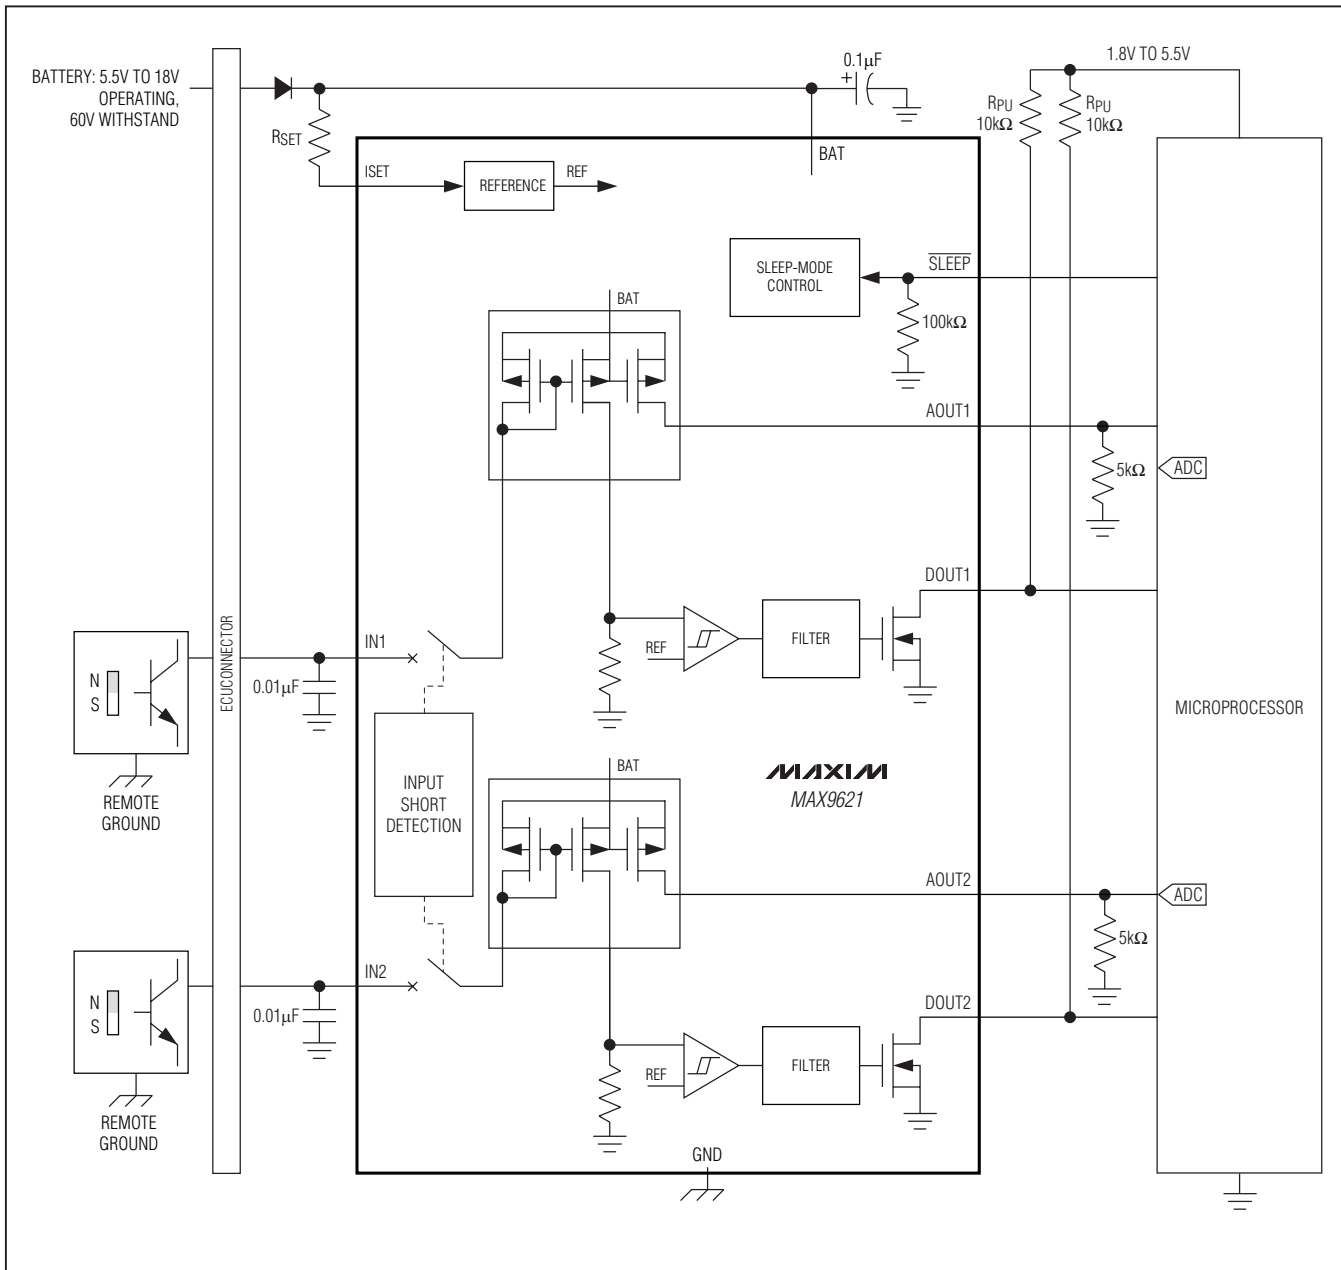 BATTERY: 5.5V TO 18V
OPERATING,
60V WITHSTAND
0.1µF
+
1.8V TO 5.5V
RPU
10kΩ
RPU
10kΩ
RSET
BAT
ISET
REFERENCE
REF
SLEEP-MODE
CONTROL
SLEEP
100kΩ
BAT
AOUT1
5kΩ
ADC
DOUT1
ECUCONNECTOR
IN1
REF
FILTER
N
S
0.01µF
MICROPROCESSOR
REMOTE
GROUND
INPUT
SHORT
DETECTION
BAT
MAXIM
MAX9621
AOUT2
ADC
5kΩ
IN2
N
S
0.01µF
DOUT2
REF
FILTER
REMOTE
GROUND
GND